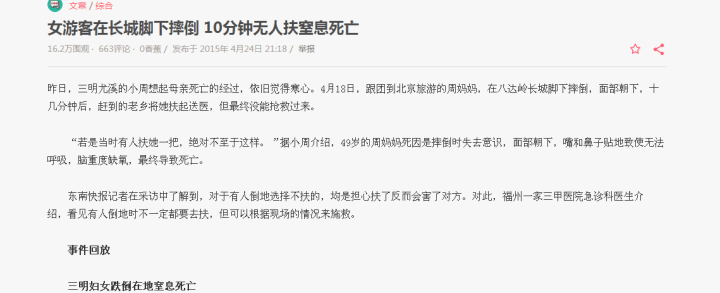 文章 / 综合
女游客在长城脚下摔倒 10分钟无人扶窒息死亡
16.2万围观 · 663评论 · 0香蕉 / 发布于 2015年 4月24日 21:18 / 举报
昨日，三明尤溪的小周想起母亲死亡的经过，依旧觉得寒心。4月18日，跟团到北京旅游的周妈妈，在八达岭长城脚下摔倒，面部朝下，十
几分钟后，赶到的老乡将她扶起送医，但最终没能抢救过来。
“若是当时有人扶她一把，绝对不至于这样。”据小周介绍，49岁的周妈妈死因是摔倒时失去意识，面部朝下，嘴和鼻子贴地致使无法
呼吸，脑重度缺氧，最终导致死亡。
东南快报记者在采访中了解到，对于有人倒地选择不扶的，均是担心扶了反而会害了对方。对此，福州一家三甲医院急诊科医生介
绍，看见有人倒地时不一定都要去扶，但可以根据现场的情况来施救。
事件回放
三明妇女跌倒在地窒息死亡